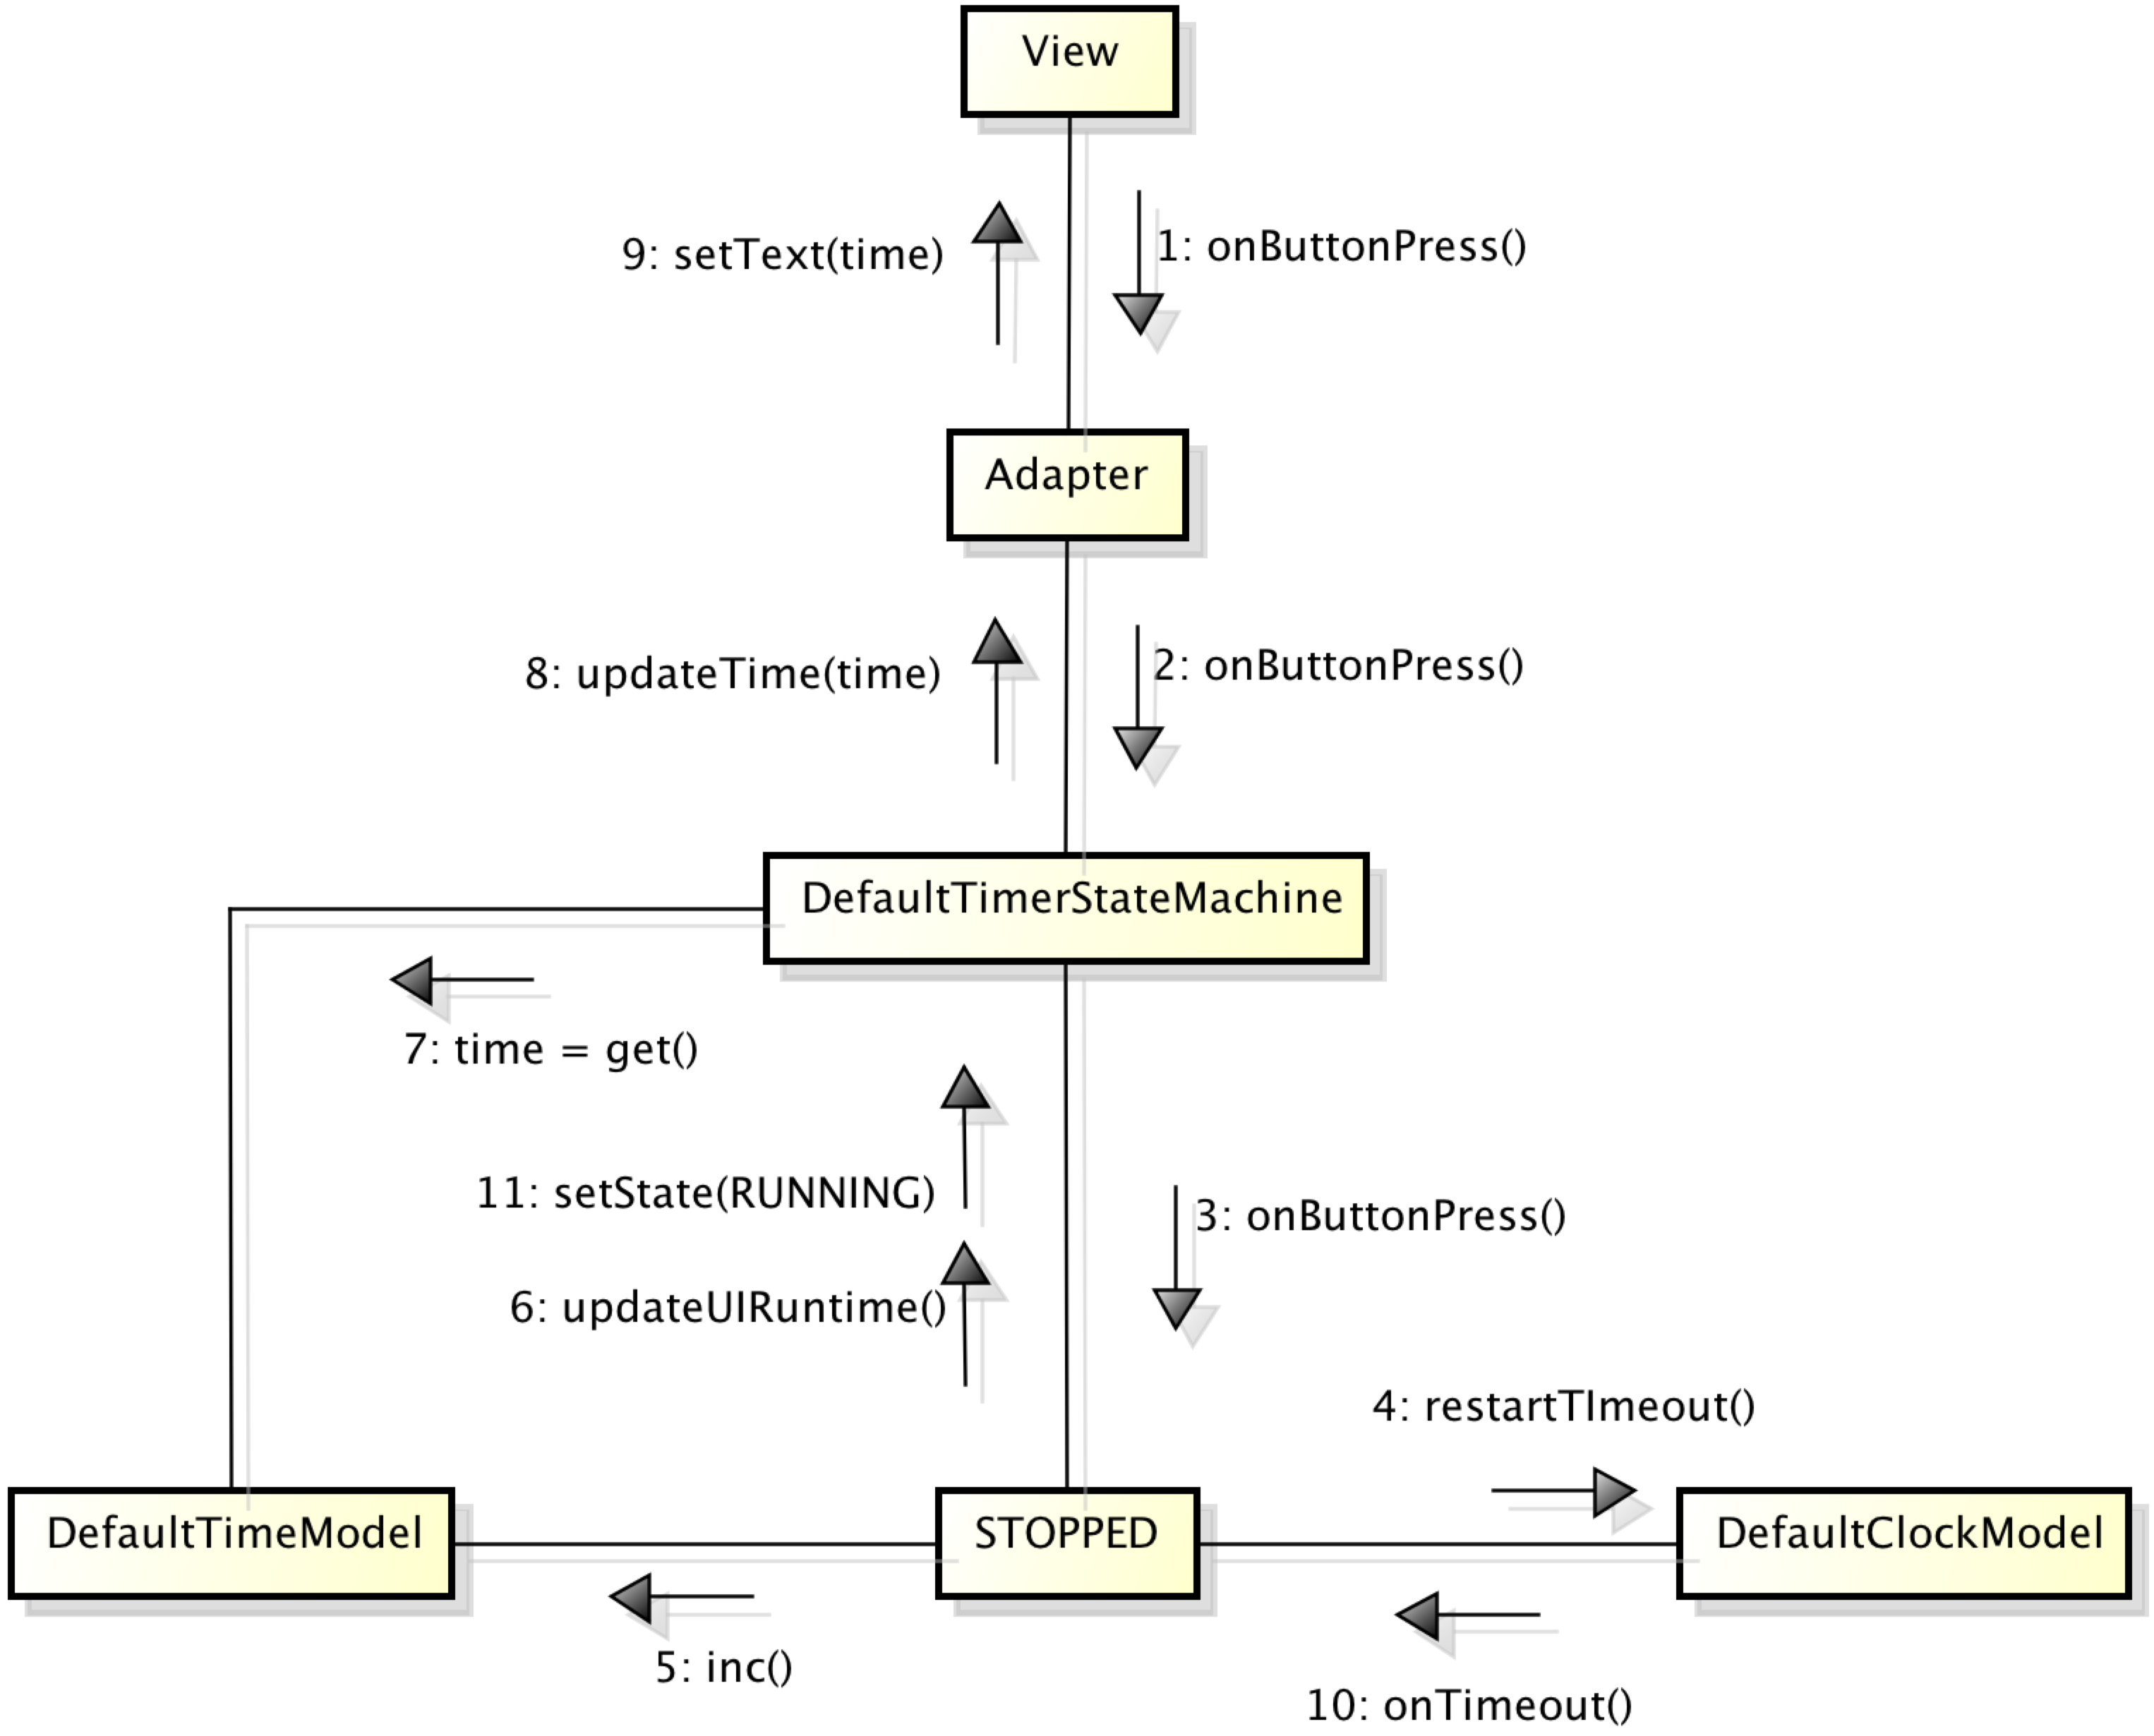 View
9: setText(time)
1: onButtonPress()
Adapter
8: updateTime(time)
2: onButtonPress()
DefaultTimerStateMachine
7: time = get()
11: setState(RUNNING)
3: onButtonPress()
6: updateUIRuntime()
4: restartTImeout()
DefaultTimeModel
STOPPED
DefaultClockModel
5: inc()
10: onTimeout()